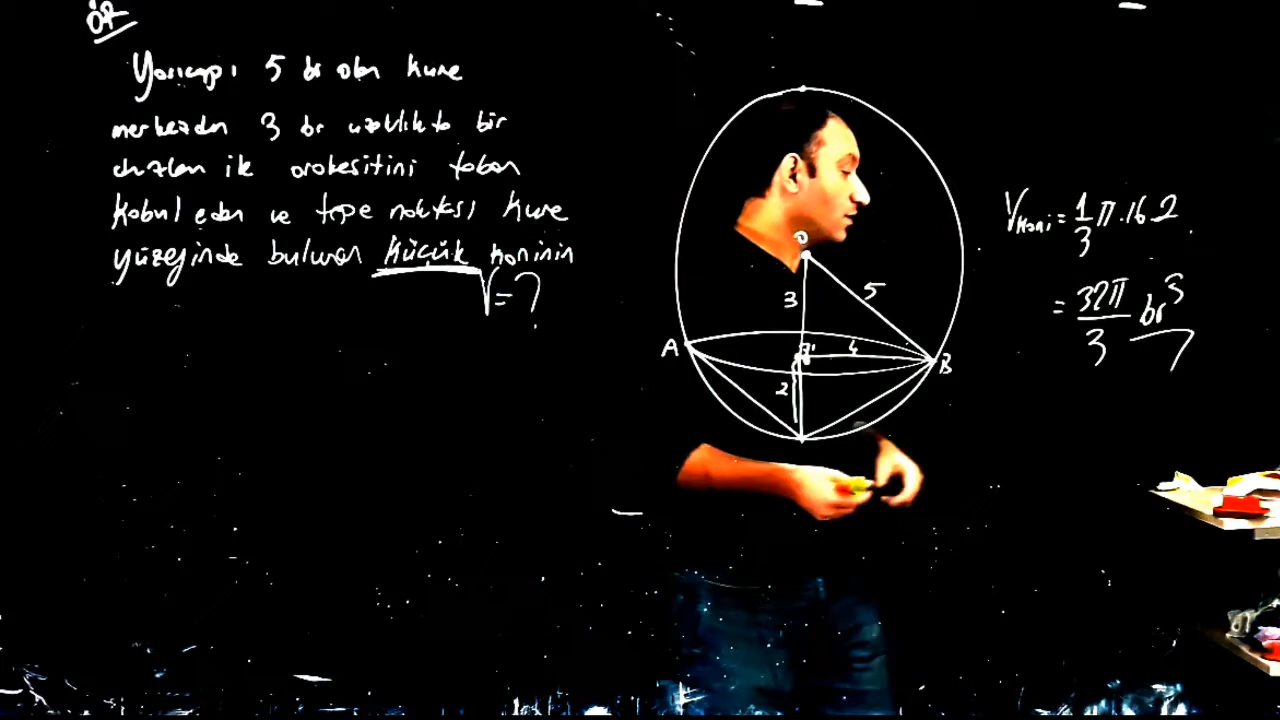 ÖR
Yarıçapı 5 br olan küre
merkezden 3 br uzaklıkta bir
düzlem ile arakesitini taban
kabul eden ve tepe noktası küre
yüzeyinde bulunan küçük koninin
V=?
O
3
5
A
4
B
2
V koni = 1/3 π.16.2
= 32π/3 br³